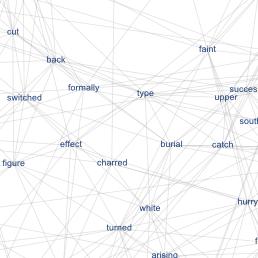 cut
faint
back
formally
type
succes
switched
upper
south
effect
burial
catch
figure
charred
hurry
white
turned
arising